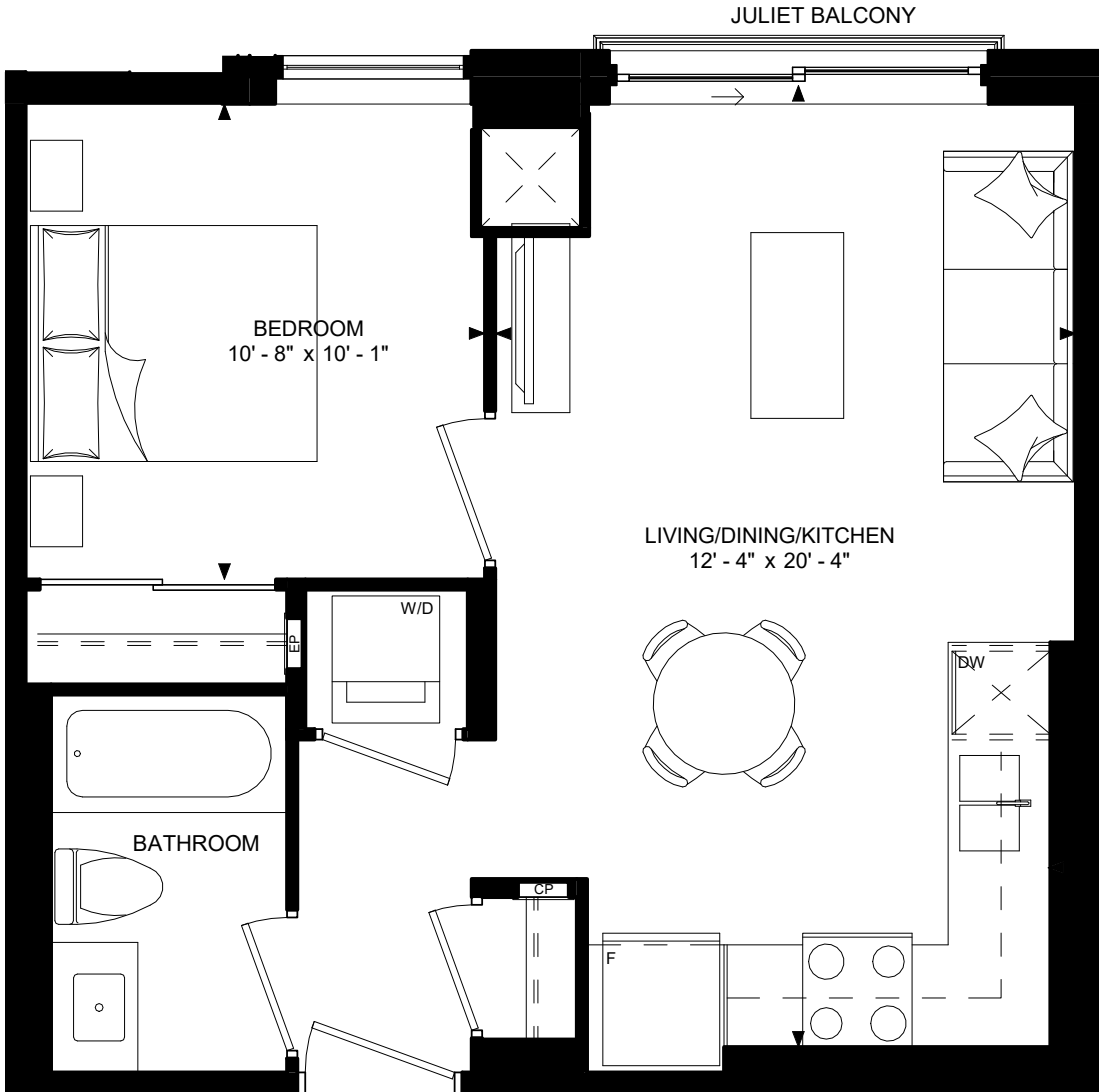 JULIET BALCONY
BEDROOM
10' - 8" x 10' - 1"
LIVING/DINING/KITCHEN
12' - 4" x 20' - 4"
W/D
EP
DW
BATHROOM
CP
F